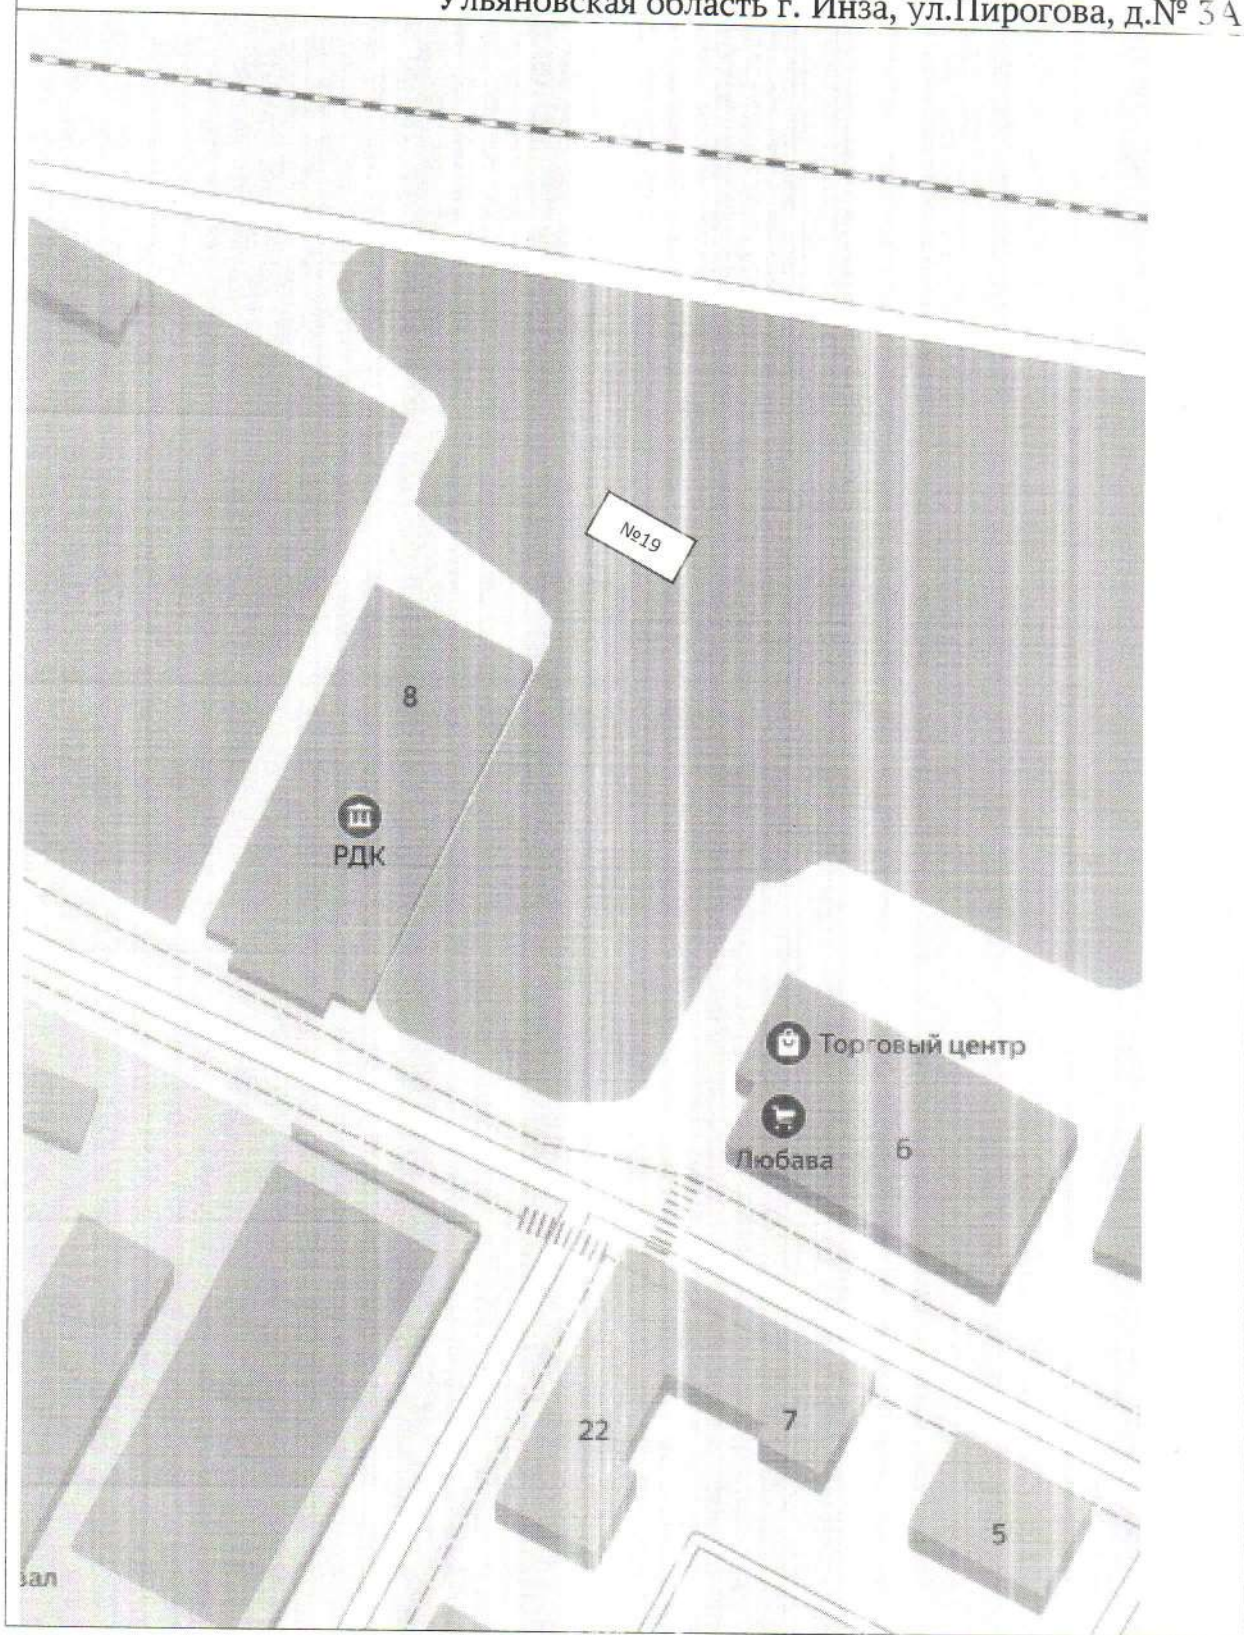 Ульяновская область г. Инза, ул.Пирогова, д.№ 3А
№19
8
РДК
Торговый центр
Любава
6
22
7
5
зал